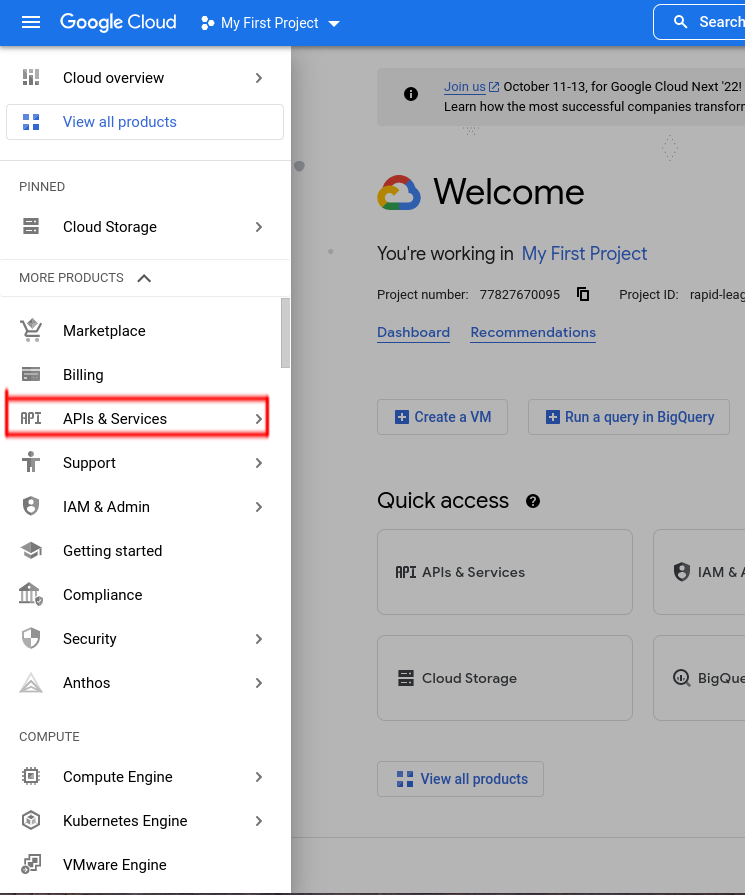 Google Cloud
My First Project
Search
Cloud overview
View all products
PINNED
Cloud Storage
MORE PRODUCTS
Marketplace
Billing
API APIs & Services
Support
IAM & Admin
Getting started
Compliance
Security
Anthos
COMPUTE
Compute Engine
Kubernetes Engine
VMware Engine
Join us October 11-13, for Google Cloud Next '22!
Learn how the most successful companies transform
Welcome
You're working in My First Project
Project number: 77827670095 Project ID: rapid-leag
Dashboard Recommendations
Create a VM Run a query in BigQuery
Quick access
API APIs & Services IAM & A
Cloud Storage BigQue
View all products